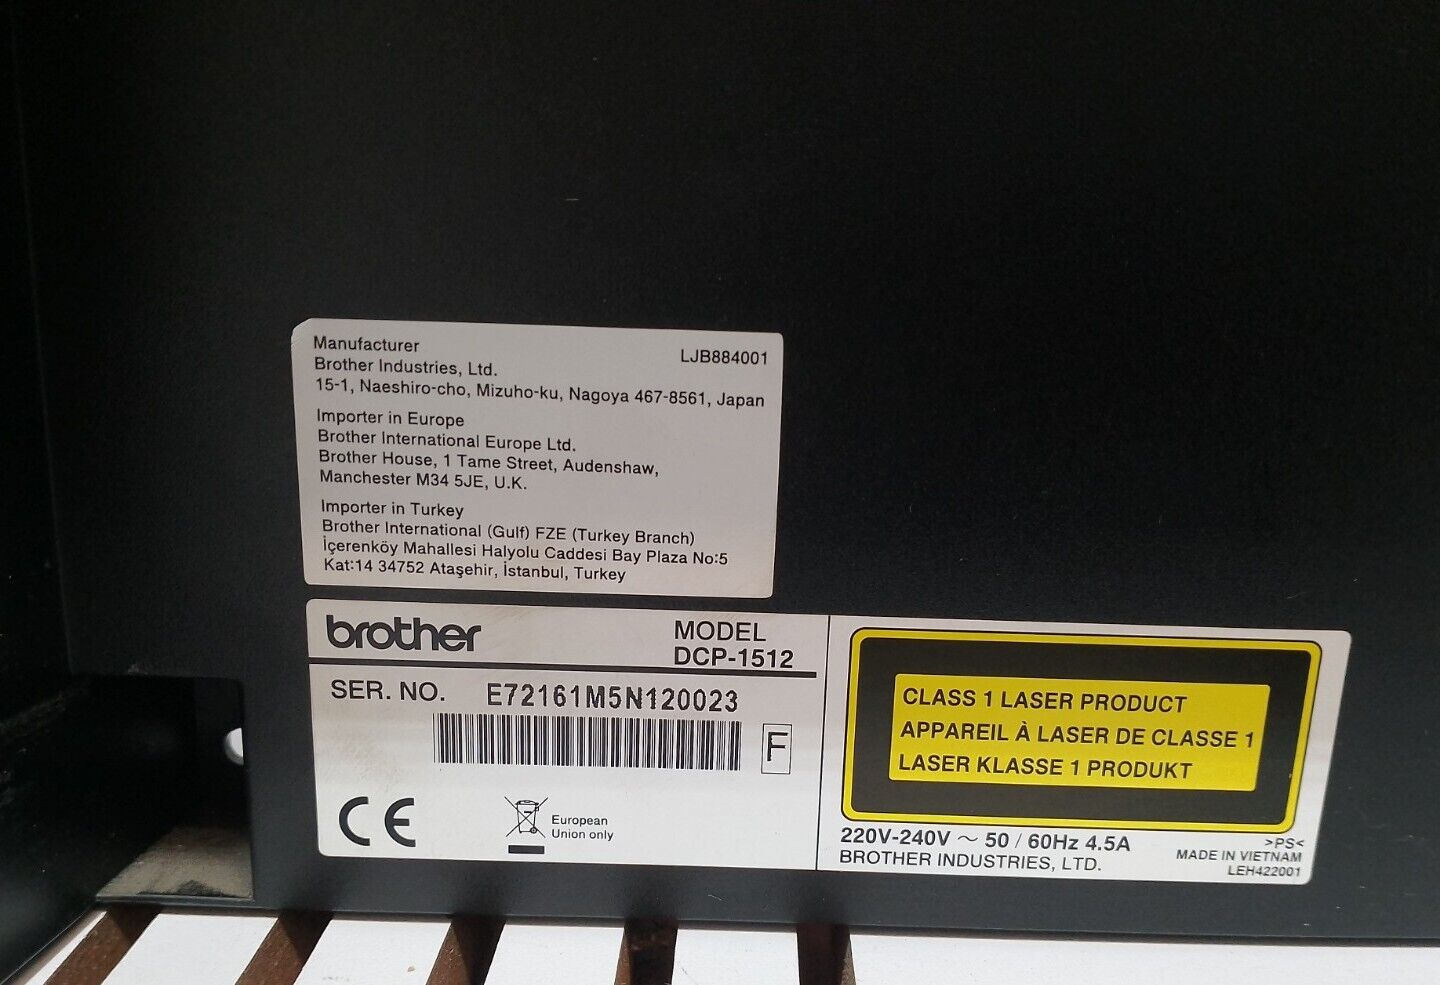 Manufacturer
LJB884001
Brother Industries, Ltd.
15-1, Naeshiro-cho, Mizuho-ku, Nagoya 467-8561, Japan
Importer in Europe
Brother International Europe Ltd.
Brother House, 1 Tame Street, Audenshaw,
Manchester M34 5JE, U.K.
Importer in Turkey
Brother International (Gulf) FZE (Turkey Branch)
İçerenköy Mahallesi Halyolu Caddesi Bay Plaza No:5
Kat:14 34752 Ataşehir, İstanbul, Turkey
brother
MODEL
DCP-1512
SER. NO. E72161M5N120023
F
CE
European
Union only
CLASS 1 LASER PRODUCT
APPAREIL À LASER DE CLASSE 1
LASER KLASSE 1 PRODUKT
220V-240V ~ 50 / 60Hz 4.5A
BROTHER INDUSTRIES, LTD.
>PS<
MADE IN VIETNAM
LEH422001